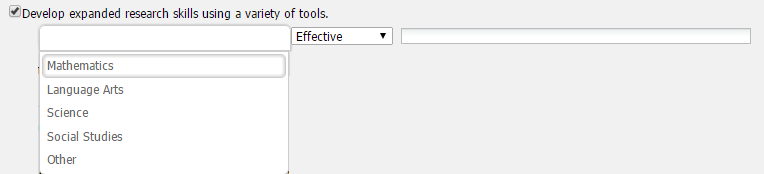 Develop expanded research skills using a variety of tools.
Effective
Mathematics
Language Arts
Science
Social Studies
Other